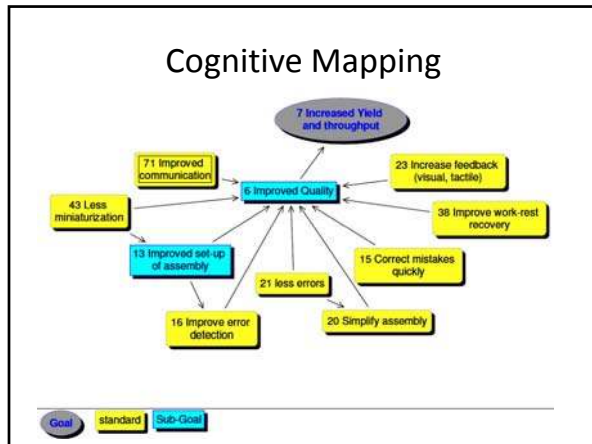 Cognitive Mapping
7 Increased Yield
and throughput
71 Improved
communication
23 Increase feedback
(visual, tactile)
6 Improved Quality
43 Less
miniaturization
38 Improve work-rest
recovery
13 Improved set-up
of assembly
15 Correct mistakes
quickly
21 less errors
16 Improve error
detection
20 Simplify assembly
Goal
standard
Sub-Goal